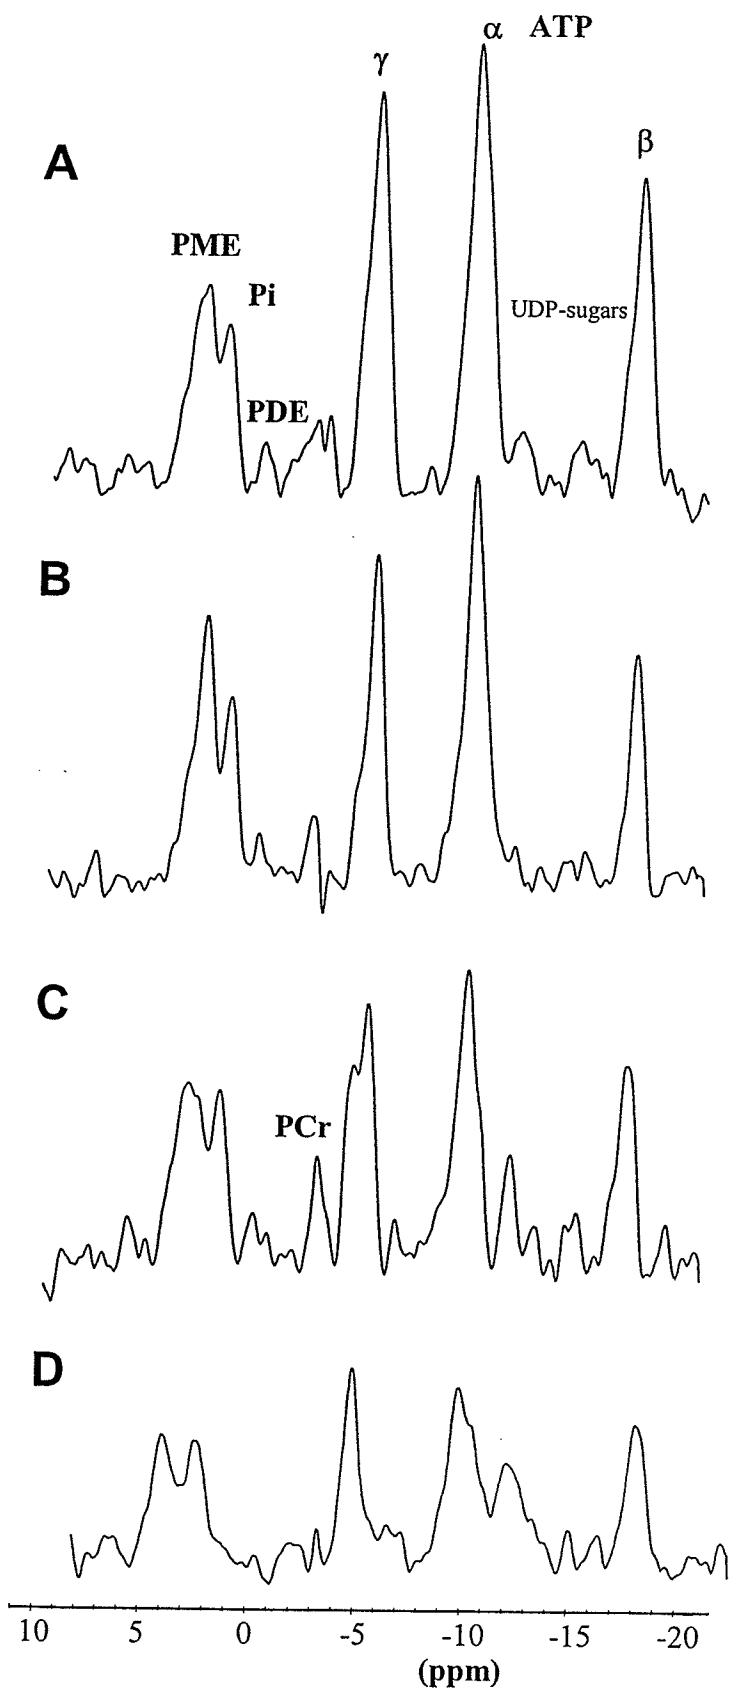 α ATP
γ
β
A
PME
Pi
UDP-sugars
PDE
B
C
PCr
D
10 5 0 -5 -10 -15 -20
(ppm)